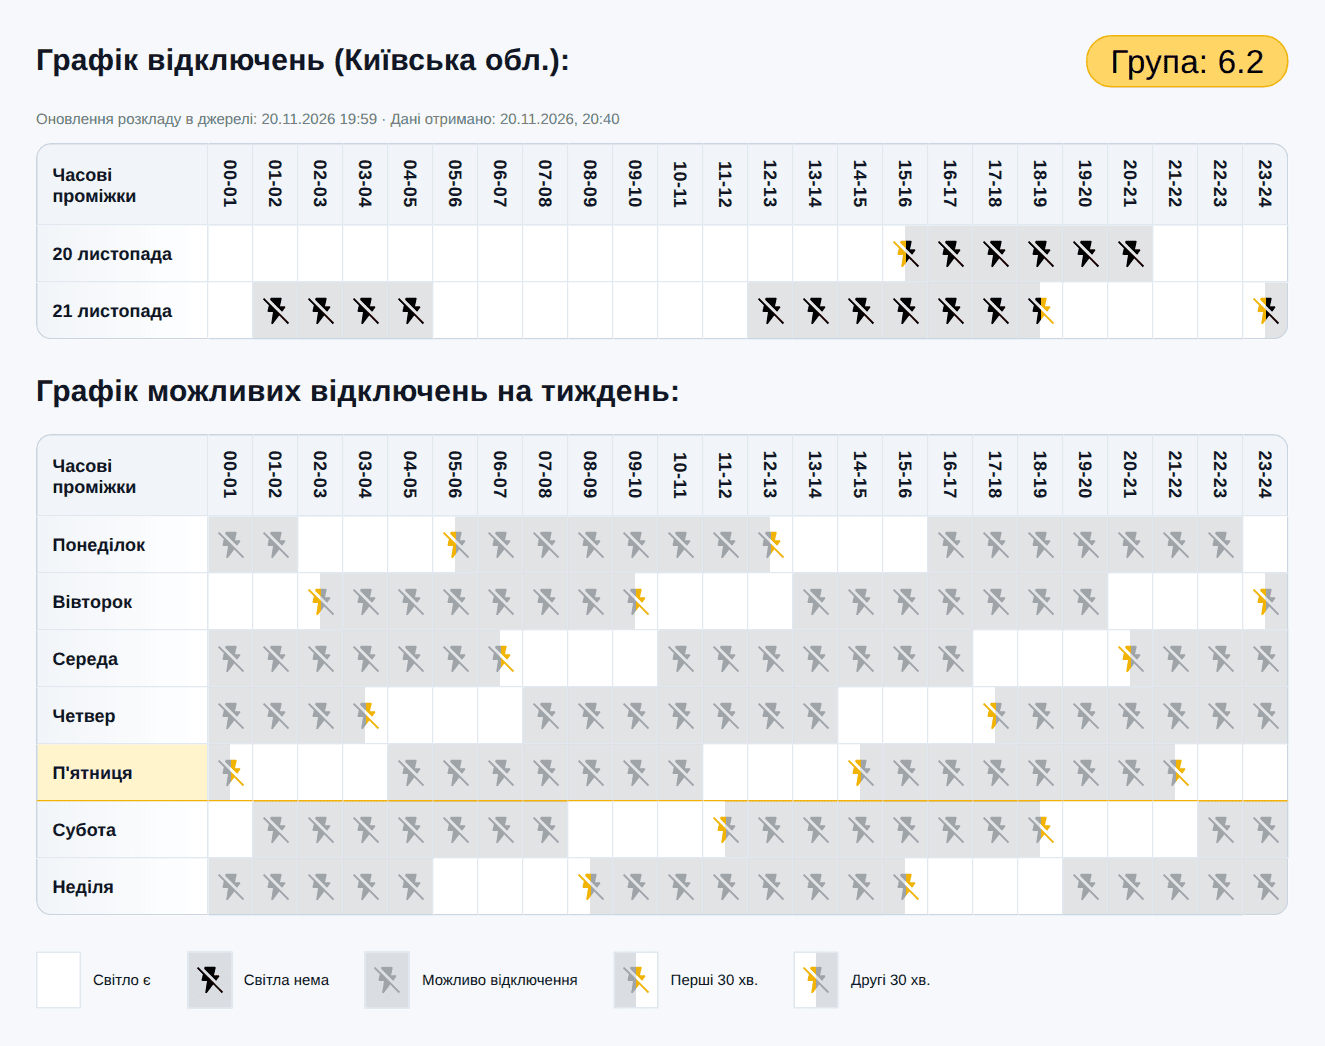 Графік відключень (Київська обл.):
Група: 6.2
Оновлення розкладу в джерелі: 20.11.2026 19:59 · Дані отримано: 20.11.2026, 20:40
Часові проміжки 00-01 01-02 02-03 03-04 04-05 05-06 06-07 07-08 08-09 09-10 10-11 11-12 12-13 13-14 14-15 15-16 16-17 17-18 18-19 19-20 20-21 21-22 22-23 23-24
20 листопада
21 листопада
Графік можливих відключень на тиждень:
Часові проміжки 00-01 01-02 02-03 03-04 04-05 05-06 06-07 07-08 08-09 09-10 10-11 11-12 12-13 13-14 14-15 15-16 16-17 17-18 18-19 19-20 20-21 21-22 22-23 23-24
Понеділок
Вівторок
Середа
Четвер
П'ятниця
Субота
Неділя
Світло є Світла нема Можливо відключення Перші 30 хв. Другі 30 хв.